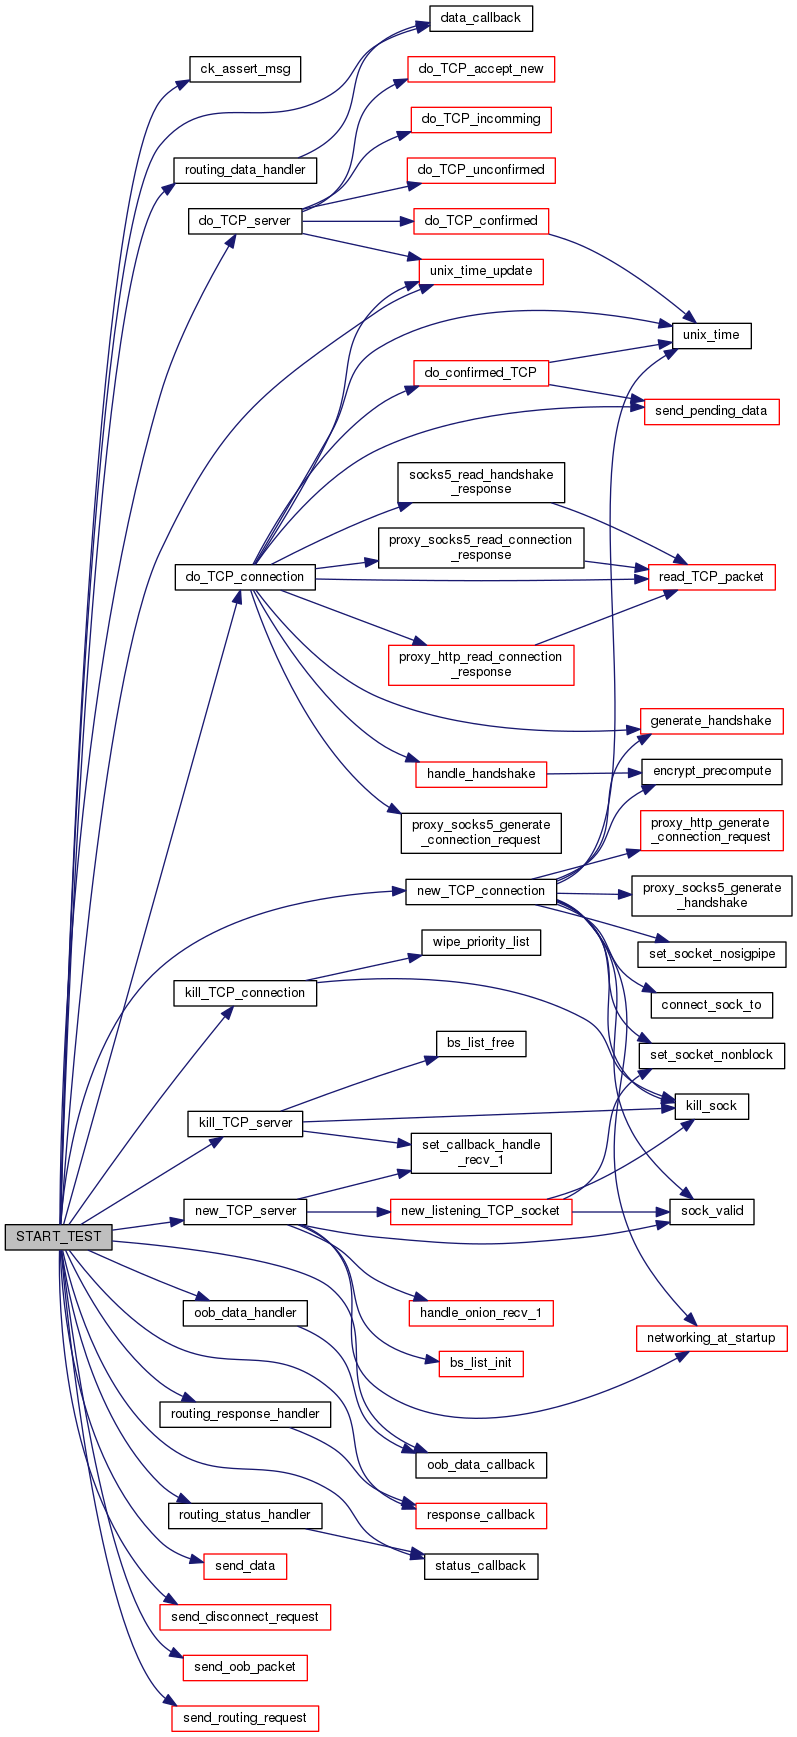 data_callback
ck_assert_msg
do_TCP_accept_new
do_TCP_incomming
routing_data_handler
do_TCP_unconfirmed
do_TCP_server
do_TCP_confirmed
unix_time_update
unix_time
do_confirmed_TCP
send_pending_data
socks5_read_handshake
_response
proxy_socks5_read_connection
_response
do_TCP_connection
read_TCP_packet
proxy_http_read_connection
_response
generate_handshake
handle_handshake
encrypt_precompute
proxy_socks5_generate
_connection_request
proxy_http_generate
_connection_request
new_TCP_connection
proxy_socks5_generate
_handshake
wipe_priority_list
set_socket_nosigpipe
kill_TCP_connection
connect_sock_to
bs_list_free
set_socket_nonblock
kill_sock
kill_TCP_server
set_callback_handle
_recv_1
new_TCP_server
new_listening_TCP_socket
sock_valid
START_TEST
oob_data_handler
handle_onion_recv_1
networking_at_startup
bs_list_init
routing_response_handler
oob_data_callback
routing_status_handler
response_callback
send_data
status_callback
send_disconnect_request
send_oob_packet
send_routing_request